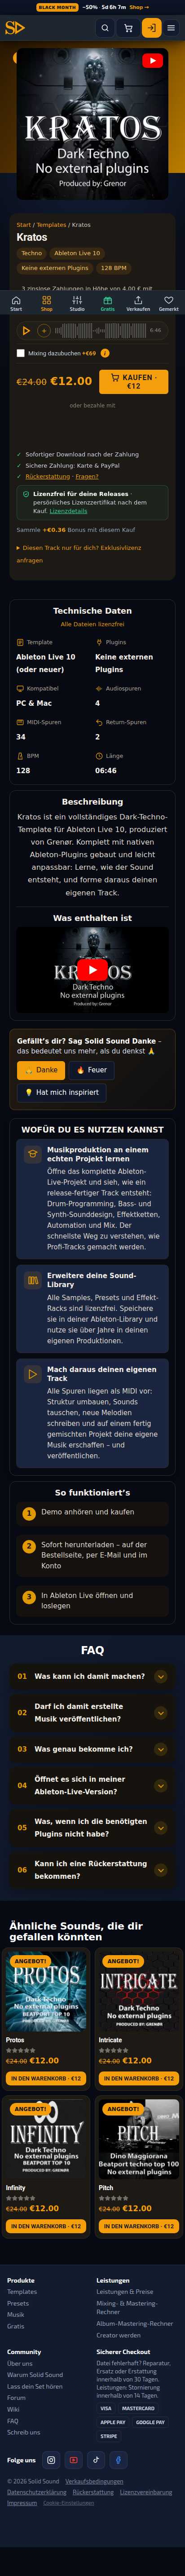 BLACK MONTH -50% 5d 6h 7m Shop →
SD
KRATOS
Dark Techno
No external Plugins
Produced by: Grenor
Start / Templates / Kratos
Kratos
Techno
Ableton Live 10
Keine externen Plugins
128 BPM
3 zinslose Zahlungen in Höhe von 4,00 € mit
Start
Shop
Studio
Gratis
Verkaufen
Gemerkt
6:46
Mixing dazubuchen +€69
€24.00 €12.00
KAUFEN ·
€12
oder bezahle mit
✓ Sofortiger Download nach der Zahlung
✓ Sichere Zahlung: Karte & PayPal
✓ Rückerstattung · Fragen?
Lizenzfrei für deine Releases ·
persönliches Lizenzzertifikat nach dem
Kauf. Lizenzdetails
Sammle +€0.36 Bonus mit diesem Kauf
▸ Diesen Track nur für dich? Exklusivlizenz
anfragen
Technische Daten
Alle Dateien lizenzfrei
Template
Ableton Live 10
(oder neuer)
Plugins
Keine externen
Plugins
Kompatibel
PC & Mac
Audiospuren
4
MIDI-Spuren
34
Return-Spuren
2
BPM
128
Länge
06:46
Beschreibung
Kratos ist ein vollständiges Dark-Techno-
Template für Ableton Live 10, produziert
von Grenør. Komplett mit nativen
Ableton-Plugins gebaut und leicht
anpassbar: Lerne, wie der Sound
entsteht, und forme daraus deinen
eigenen Track.
Was enthalten ist
KRATOS
Dark Techno
No external Plugins
Produced by: Grenor
Gefällt's dir? Sag Solid Sound Danke –
das bedeutet uns mehr, als du denkst 🙏
👏 Danke
🔥 Feuer
💡 Hat mich inspiriert
WOFÜR DU ES NUTZEN KANNST
Musikproduktion an einem
echten Projekt lernen
Öffne das komplette Ableton-
Live-Projekt und sieh, wie ein
release-fertiger Track entsteht:
Drum-Programming, Bass- und
Synth-Sounddesign, Effektketten,
Automation und Mix. Der
schnellste Weg zu verstehen, wie
Profi-Tracks gemacht werden.
Erweitere deine Sound-
Library
Alle Samples, Presets und Effekt-
Racks sind lizenzfrei. Speichere
sie in deiner Ableton-Library und
nutze sie über Jahre in deinen
eigenen Produktionen.
Mach daraus deinen eigenen
Track
Alle Spuren liegen als MIDI vor:
Struktur umbauen, Sounds
tauschen, neue Melodien
schreiben und auf einem fertig
gemischten Projekt deine eigene
Musik erschaffen – und
veröffentlichen.
So funktioniert's
1 Demo anhören und kaufen
2 Sofort herunterladen – auf der
Bestellseite, per E-Mail und im
Konto
3 In Ableton Live öffnen und
loslegen
FAQ
01 Was kann ich damit machen?
02 Darf ich damit erstellte
Musik veröffentlichen?
03 Was genau bekomme ich?
04 Öffnet es sich in meiner
Ableton-Live-Version?
05 Was, wenn ich die benötigten
Plugins nicht habe?
06 Kann ich eine Rückerstattung
bekommen?
Ähnliche Sounds, die dir
gefallen könnten
ANGEBOT!
PROTOS
Dark Techno
No external plugins
BEATPORT TOP 10
PRODUCED BY: GRENØR
Protos
€24.00 €12.00
IN DEN WARENKORB · €12
ANGEBOT!
INTRICATE
Dark Techno
No external Plugins
PRODUCED BY: GRENØR
Intricate
€24.00 €12.00
IN DEN WARENKORB · €12
ANGEBOT!
INFINITY
Dark Techno
No external Plugins
BEATPORT TOP 10
PRODUCED BY: GRENØR
Infinity
€24.00 €12.00
IN DEN WARENKORB · €12
ANGEBOT!
PITCH
Dino Maggiorana
Beatport techno top 100
No external plugins
Pitch
€24.00 €12.00
IN DEN WARENKORB · €12
Produkte
Templates
Presets
Musik
Gratis
Leistungen
Leistungen & Preise
Mixing- & Mastering-
Rechner
Album-Mastering-Rechner
Creator werden
Community
Über uns
Warum Solid Sound
Lass dein Set hören
Forum
Wiki
FAQ
Schreib uns
Sicherer Checkout
Datei fehlerhaft? Reparatur,
Ersatz oder Erstattung
innerhalb von 30 Tagen.
Leistungen: Stornierung
innerhalb von 14 Tagen.
VISA
MASTERCARD
APPLE PAY
GOOGLE PAY
STRIPE
Folge uns
© 2026 Solid Sound Verkaufsbedingungen
Datenschutzerklärung Rückerstattung Lizenzvereinbarung
Impressum Cookie-Einstellungen